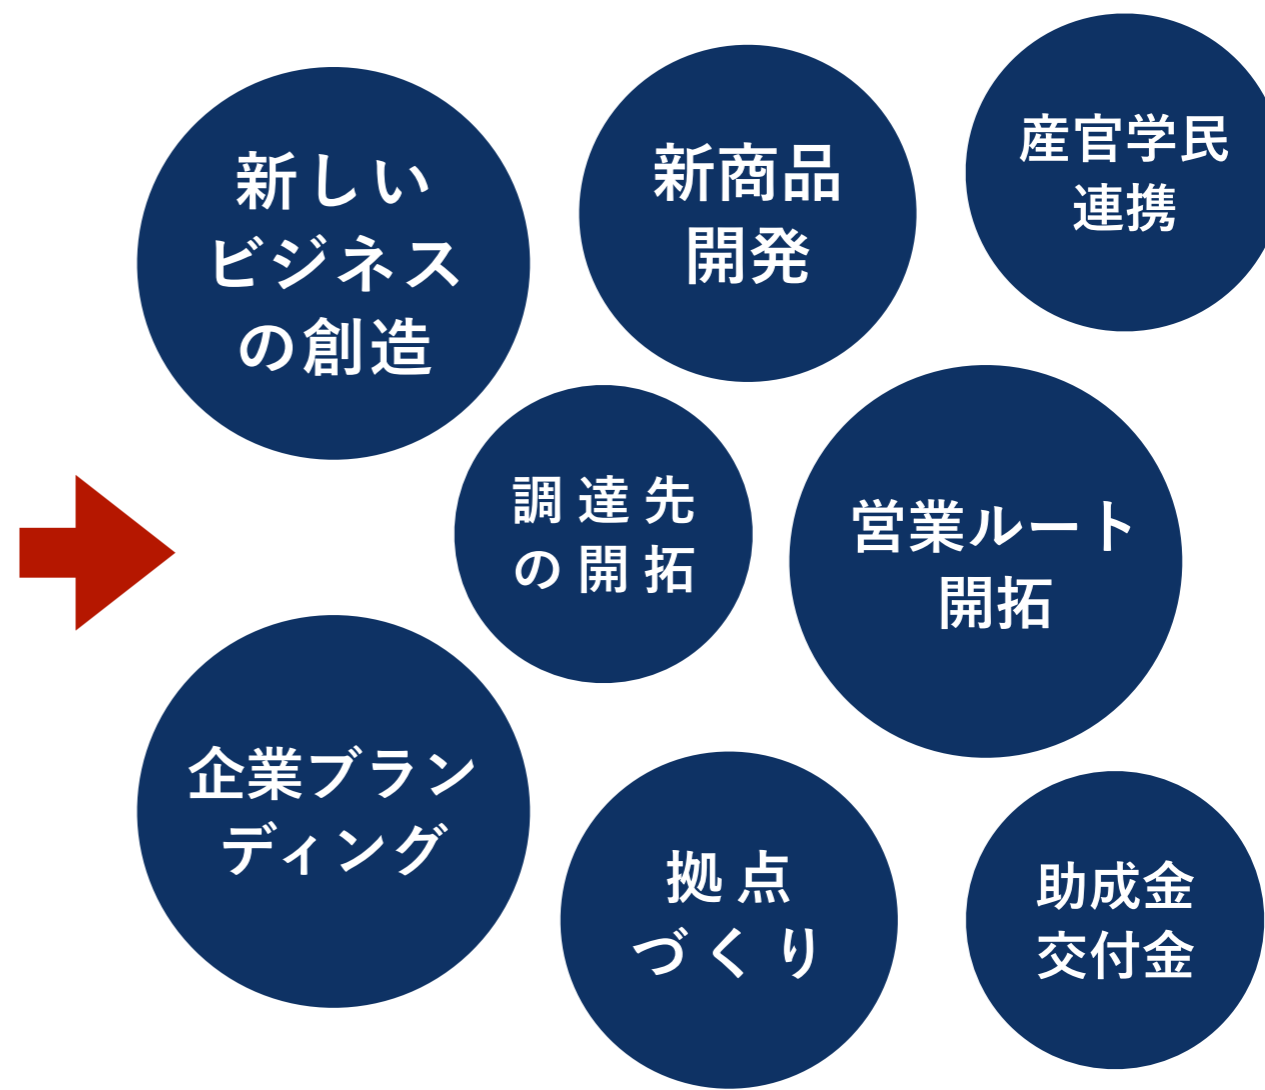 新しい
ビジネス
の創造
新商品
開発
産官学民
連携
調達先
の開拓
営業ルート
開拓
企業ブラン
ディング
拠点
づくり
助成金
交付金